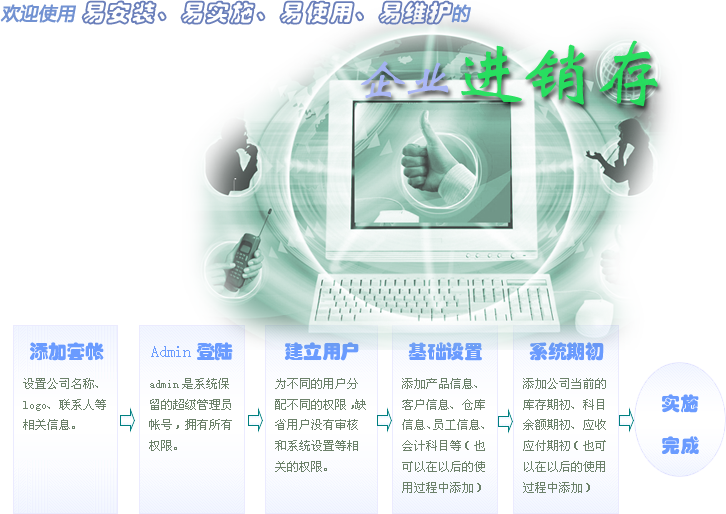 欢迎使用 易安装、易实施、易使用、易维护的
企业进销存
添加套帐
设置公司名称、
logo、联系人等
相关信息。
Admin 登陆
admin 是系统保
留的超级管理员
帐号，拥有所有
权限。
建立用户
为不同的用户分
配不同的权限,缺
省用户没有审核
和系统设置等相
关的权限。
基础设置
添加产品信息、
客户信息、仓库
信息、员工信息、
会计科目等（也
可以在以后的使
用过程中添加）
系统期初
添加公司当前的
库存期初、科目
余额期初、应收
应付期初（也可
以在以后的使用
过程中添加）
实施
完成